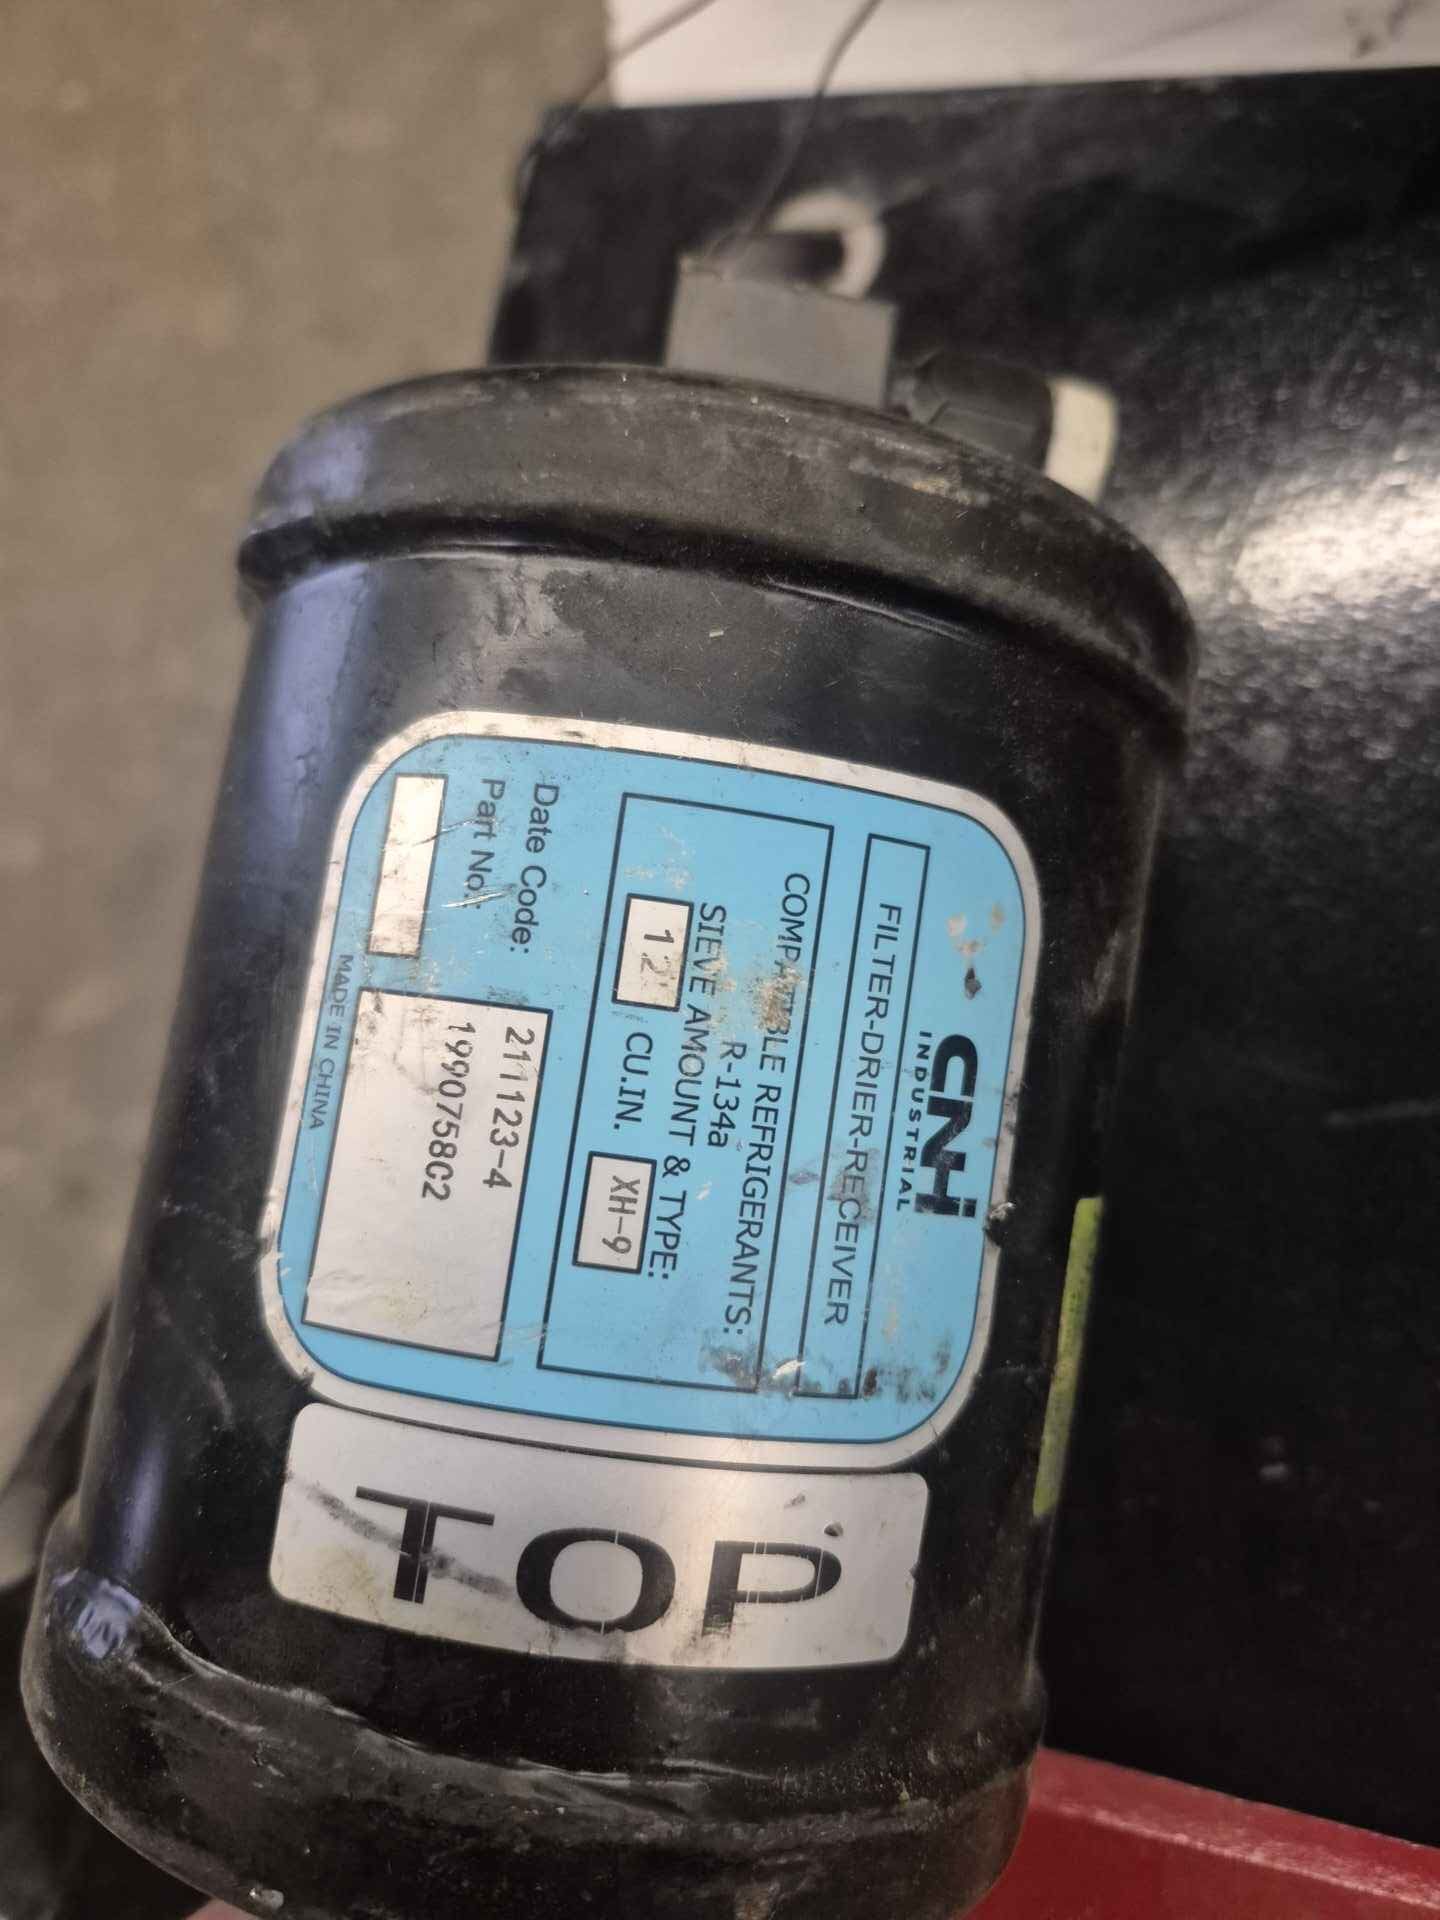 CNH
INDUSTRIAL
FILTER-DRIER-RECEIVER
COMPATIBLE REFRIGERANTS:
R-134a
SIEVE AMOUNT & TYPE:
12 CU.IN. XH-9
Date Code: 211123-4
Part No.: 1990758C2
MADE IN CHINA
TOP